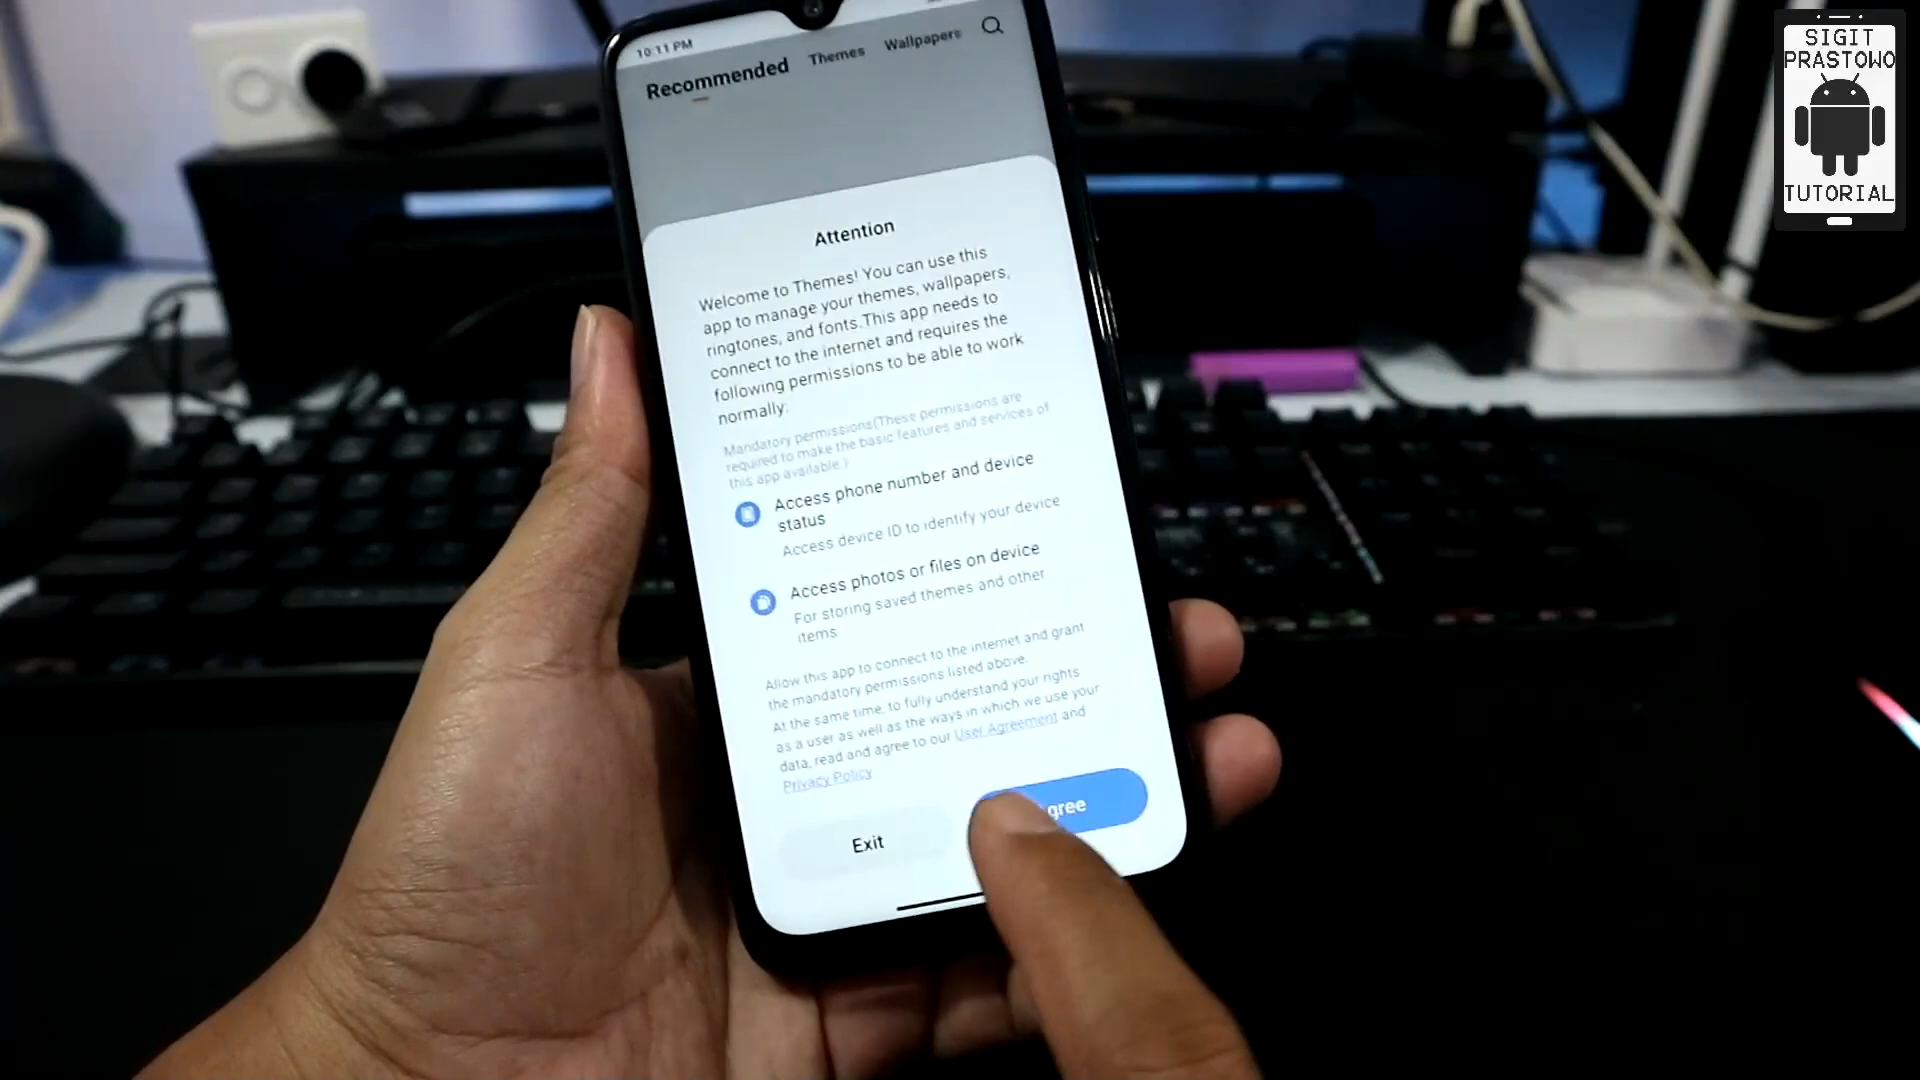 SIGIT
PRASTOWO
TUTORIAL
10:11 PM
Recommended Themes Wallpapers
Attention
Welcome to Themes! You can use this
app to manage your themes, wallpapers,
ringtones, and fonts.This app needs to
connect to the internet and requires the
following permissions to be able to work
normally:
Mandatory permissions(These permissions are
required to make the basic features and services of
this app available.)
Access phone number and device
status
Access device ID to identify your device
Access photos or files on device
For storing saved themes and other
items
Allow this app to connect to the internet and grant
the mandatory permissions listed above.
At the same time, to fully understand your rights
as a user as well as the ways in which we use your
data, read and agree to our User Agreement and
Privacy Policy
Exit
gree